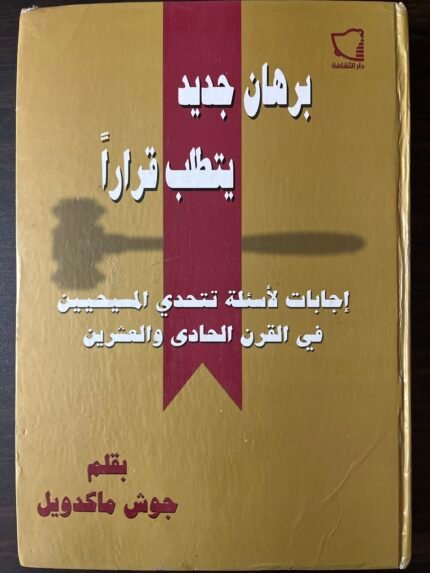 دار الثقافة
برهان جديد
يتطلب قراراً
إجابات لأسئلة تتحدي المسيحيين
في القرن الحادى والعشرين
بقلم
جوش ماكدويل